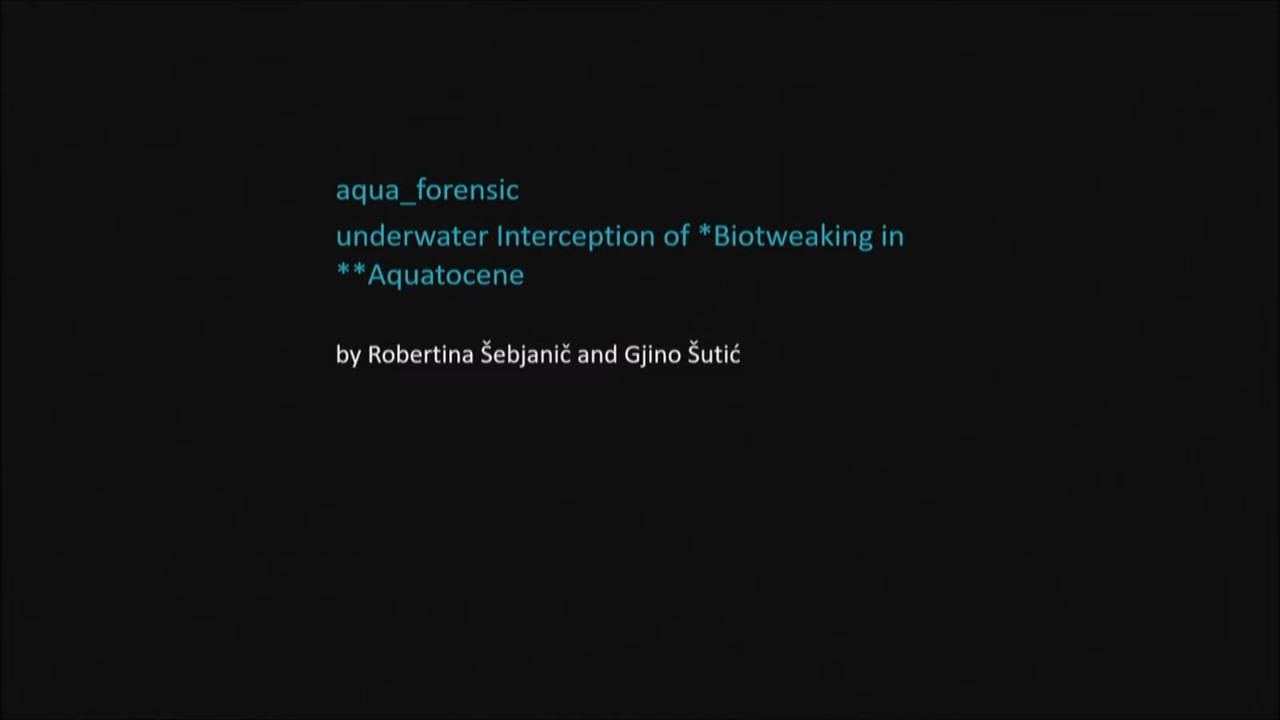 aqua_forensic
underwater Interception of *Biotweaking in
**Aquatocene
by Robertina Šebjanič and Gjino Šutić